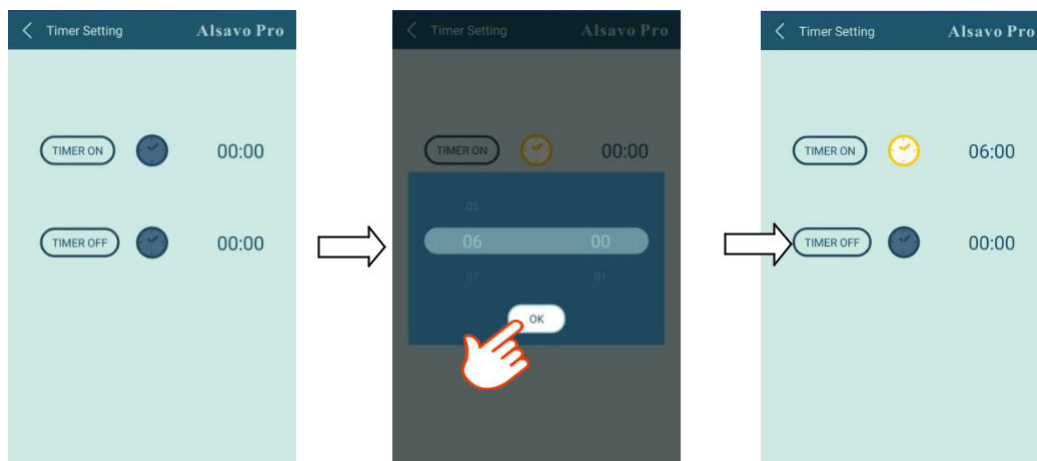 Timer Setting Alsavo Pro
TIMER ON 00:00
TIMER OFF 00:00
Timer Setting Alsavo Pro
TIMER ON 00:00
05
06 00
07 01
OK
Timer Setting Alsavo Pro
TIMER ON 06:00
TIMER OFF 00:00